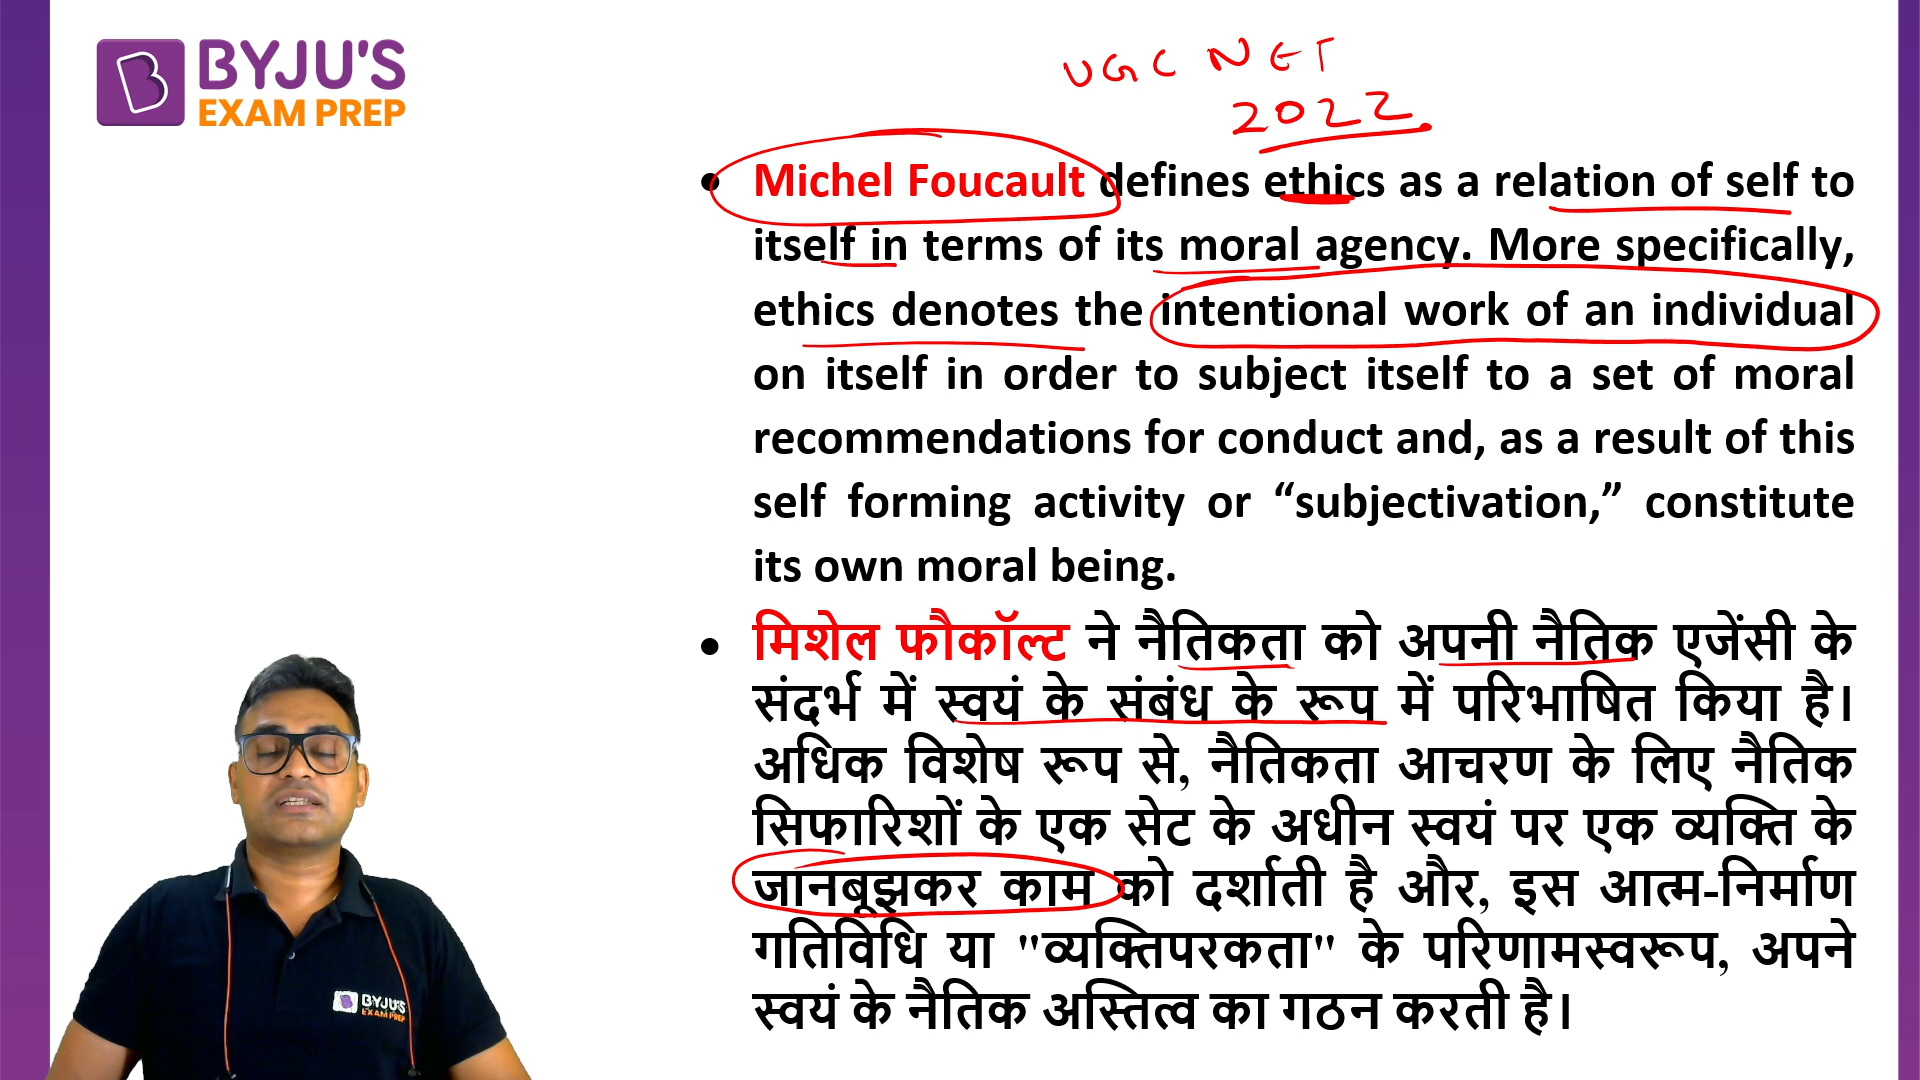 BYJU'S
EXAM PREP
UGC NET
2022
• Michel Foucault defines ethics as a relation of self to
itself in terms of its moral agency. More specifically,
ethics denotes the intentional work of an individual
on itself in order to subject itself to a set of moral
recommendations for conduct and, as a result of this
self forming activity or “subjectivation,” constitute
its own moral being.
• मिशेल फौकॉल्ट ने नैतिकता को अपनी नैतिक एजेंसी के
संदर्भ में स्वयं के संबंध के रूप में परिभाषित किया है।
अधिक विशेष रूप से, नैतिकता आचरण के लिए नैतिक
सिफारिशों के एक सेट के अधीन स्वयं पर एक व्यक्ति के
जानबूझकर काम को दर्शाती है और, इस आत्म-निर्माण
गतिविधि या "व्यक्तिपरकता" के परिणामस्वरूप, अपने
स्वयं के नैतिक अस्तित्व का गठन करती है।
BYJU'S
EXAM PREP